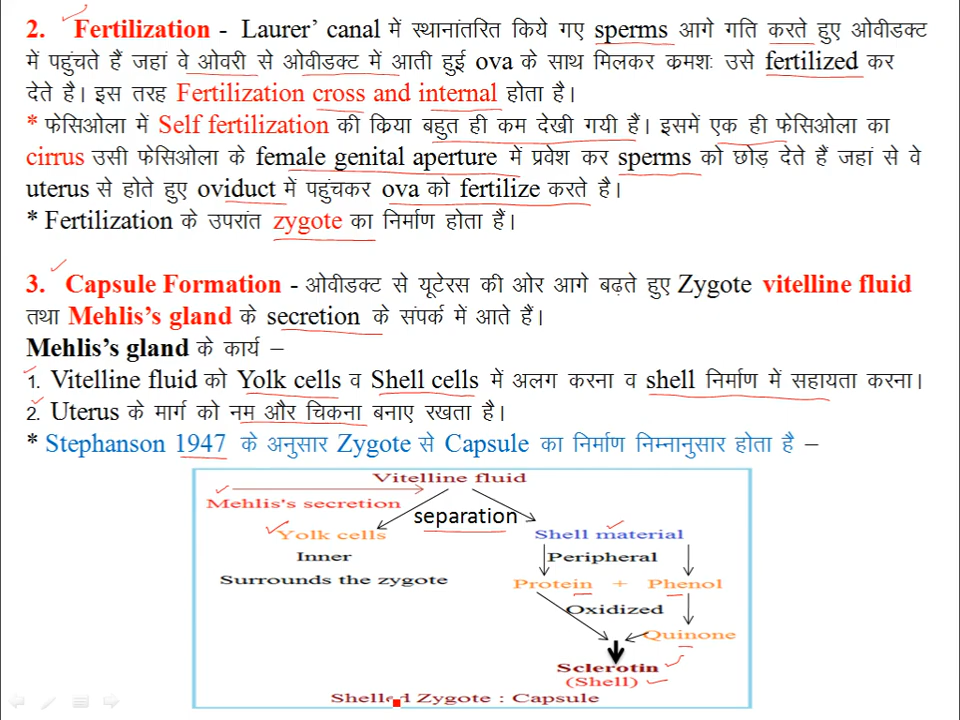 2. Fertilization - Laurer’ canal में स्थानांतरित किये गए sperms आगे गति करते हुए ओवीडक्ट
में पहुंचते हैं जहां वे ओवरी से ओवीडक्ट में आती हुई ova के साथ मिलकर क्रमशः उसे fertilized कर
देते है। इस तरह Fertilization cross and internal होता है।
* फेसिओला में Self fertilization की क्रिया बहुत ही कम देखी गयी हैं। इसमें एक ही फेसिओला का
cirrus उसी फेसिओला के female genital aperture में प्रवेश कर sperms को छोड़ देते हैं जहां से वे
uterus से होते हुए oviduct में पहुंचकर ova को fertilize करते है।
* Fertilization के उपरांत zygote का निर्माण होता हैं।
3. Capsule Formation - ओवीडक्ट से यूटेरस की ओर आगे बढ़ते हुए Zygote vitelline fluid
तथा Mehlis’s gland के secretion के संपर्क में आते हैं।
Mehlis’s gland के कार्य –
1. Vitelline fluid को Yolk cells व Shell cells में अलग करना व shell निर्माण में सहायता करना।
2. Uterus के मार्ग को नम और चिकना बनाए रखता है।
* Stephanson 1947 के अनुसार Zygote से Capsule का निर्माण निम्नानुसार होता है –
Vitelline fluid
Mehlis's secretion
separation
Yolk cells Shell material
Inner Peripheral
Surrounds the zygote Protein + Phenol
Oxidized
Quinone
Sclerotin
(Shell)
Shelled Zygote : Capsule